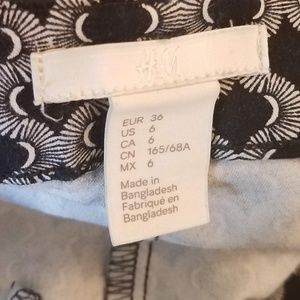 H&M
EUR 36
US 6
CA 6
CN 165/68A
MX 6
Made in
Bangladesh
Fabriqué en
Bangladesh